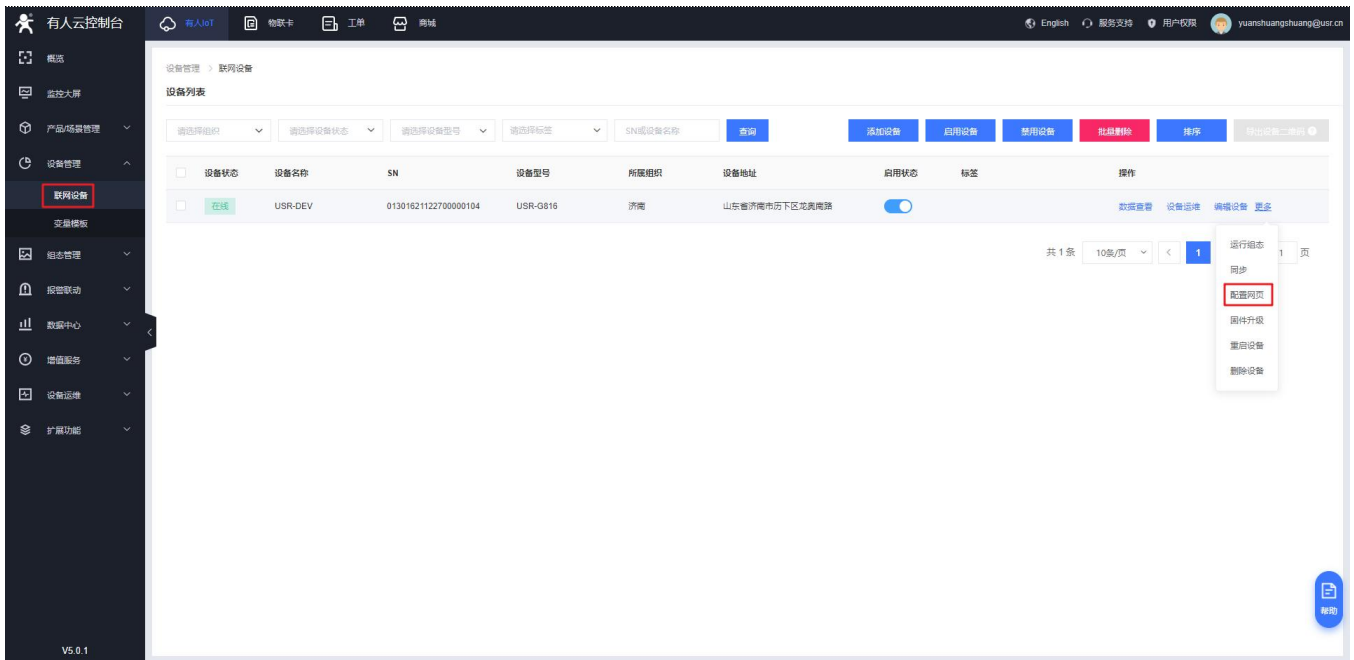 有人云控制台
有人IoT 物联卡 工单 商城 English 服务支持 用户权限 yuanshuangshuang@usr.cn
概览
监控大屏
产品/场景管理
设备管理
联网设备
变量模板
组态管理
报警联动
数据中心
增值服务
设备运维
扩展功能
V5.0.1
设备管理 > 联网设备
设备列表
请选择组织 请选择设备状态 请选择设备型号 请选择标签 SN或设备名称 查询 添加设备 启用设备 禁用设备 批量删除 排序 导出设备二维码
设备状态 设备名称 SN 设备型号 所属组织 设备地址 启用状态 标签 操作
在线 USR-DEV 01301621122700000104 USR-G816 济南 山东省济南市历下区龙奥南路 数据查看 设备运维 编辑设备 更多
共 1 条 10条/页 < 1 1 页
运行组态
同步
配置网页
固件升级
重启设备
删除设备
帮助